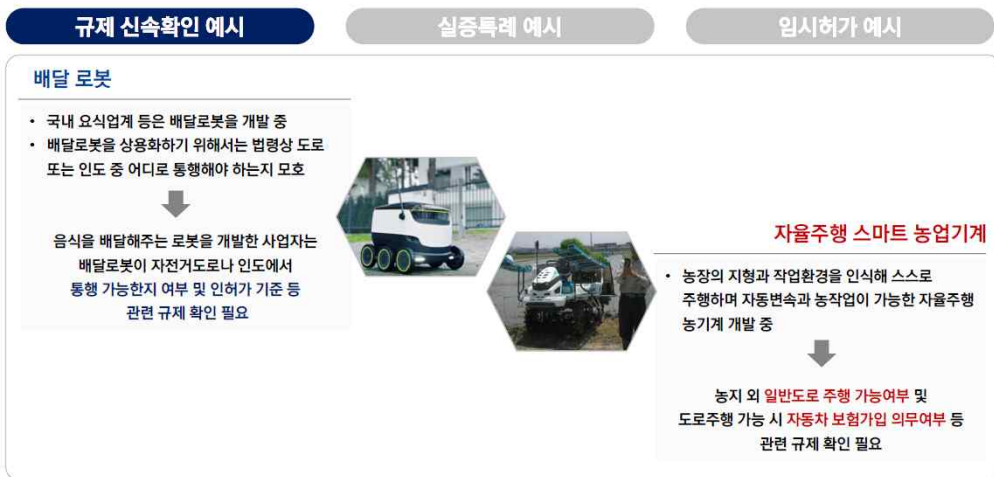 규제 신속확인 예시
실증특례 예시
임시허가 예시
배달 로봇
• 국내 요식업계 등은 배달로봇을 개발 중
• 배달로봇을 상용화하기 위해서는 법령상 도로
또는 인도 중 어디로 통행해야 하는지 모호
음식을 배달해주는 로봇을 개발한 사업자는
배달로봇이 자전거도로나 인도에서
통행 가능한지 여부 및 인허가 기준 등
관련 규제 확인 필요
자율주행 스마트 농업기계
• 농장의 지형과 작업환경을 인식해 스스로
주행하며 자동변속과 농작업이 가능한 자율주행
농기계 개발 중
농지 외 일반도로 주행 가능여부 및
도로주행 가능 시 자동차 보험가입 의무여부 등
관련 규제 확인 필요